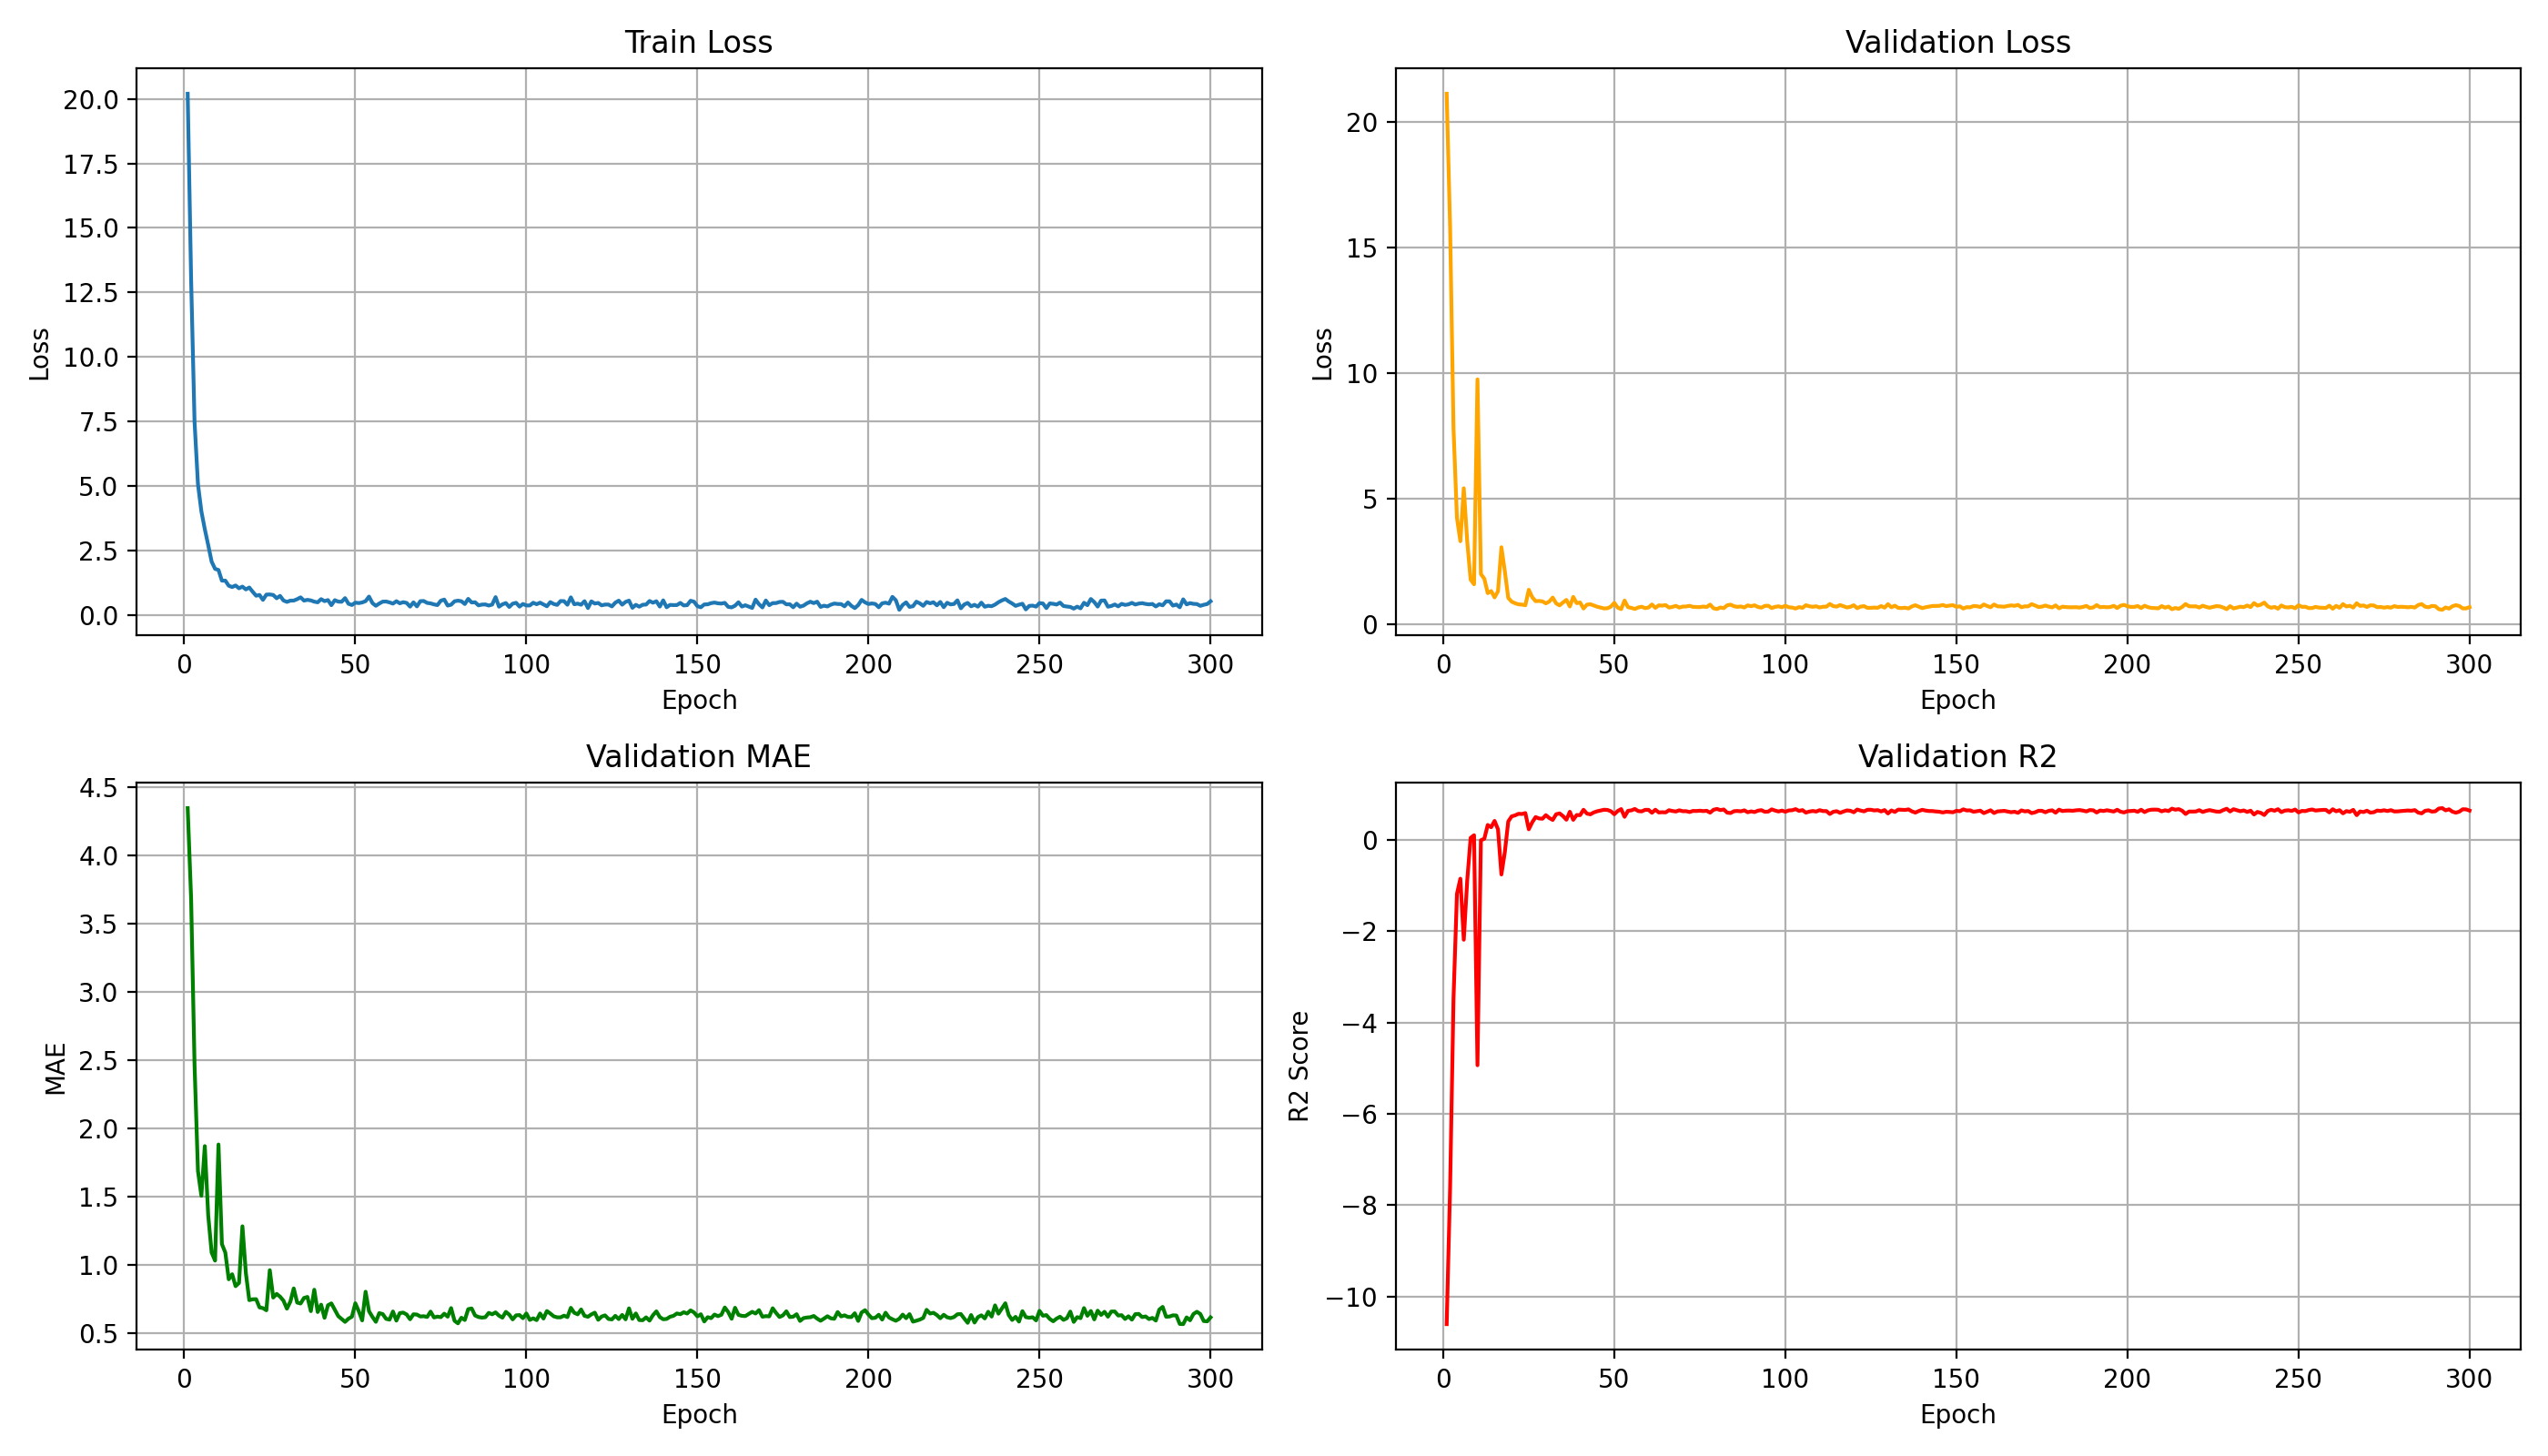 Train Loss
20.0
17.5
15.0
12.5
10.0
7.5
5.0
2.5
0.0
Loss
0 50 100 150 200 250 300
Epoch
Validation Loss
20
15
10
5
0
Loss
0 50 100 150 200 250 300
Epoch
Validation MAE
4.5
4.0
3.5
3.0
2.5
2.0
1.5
1.0
0.5
MAE
0 50 100 150 200 250 300
Epoch
Validation R2
0
−2
−4
−6
−8
−10
R2 Score
0 50 100 150 200 250 300
Epoch